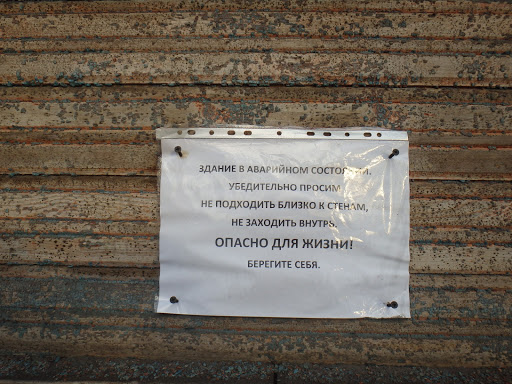 ЗДАНИЕ В АВАРИЙНОМ СОСТОЯНИИ.
УБЕДИТЕЛЬНО ПРОСИМ
НЕ ПОДХОДИТЬ БЛИЗКО К СТЕНАМ,
НЕ ЗАХОДИТЬ ВНУТРЬ.
ОПАСНО ДЛЯ ЖИЗНИ!
БЕРЕГИТЕ СЕБЯ.